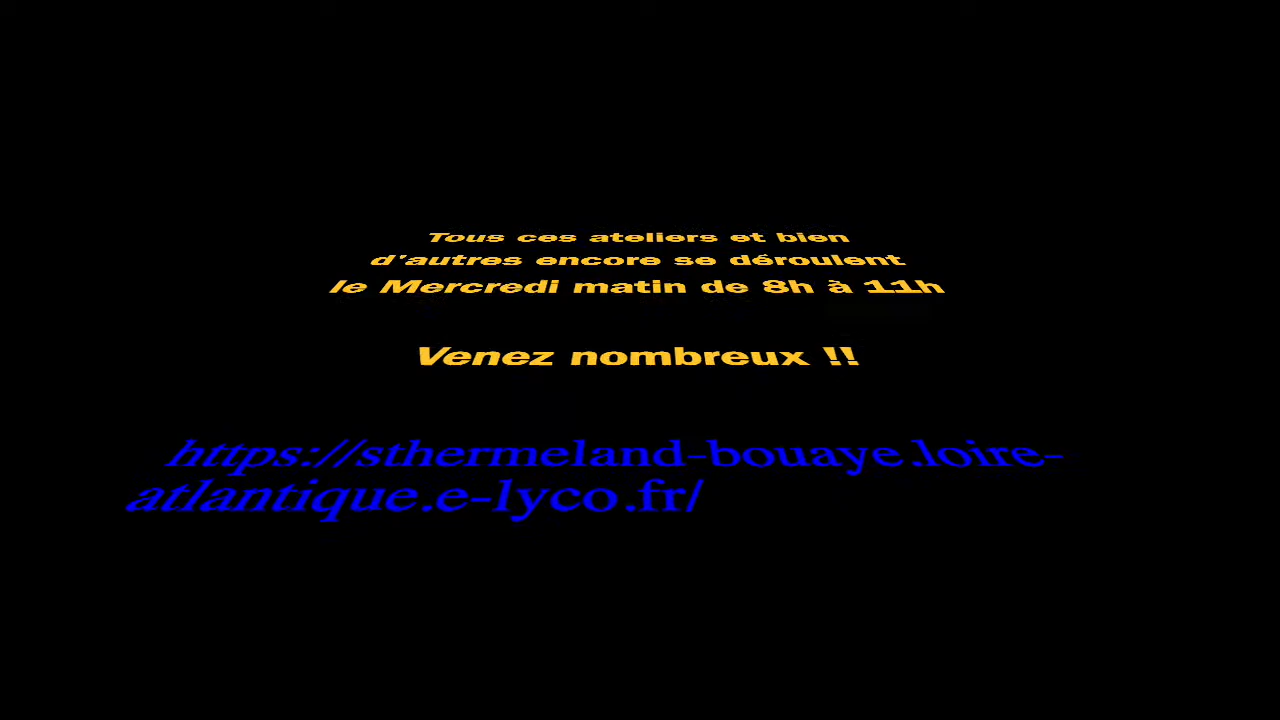 Tous ces ateliers et bien
d'autres encore se déroulent
le Mercredi matin de 8h à 11h
Venez nombreux !!
https://sthermeland-bouaye.loire-
atlantique.e-lyco.fr/